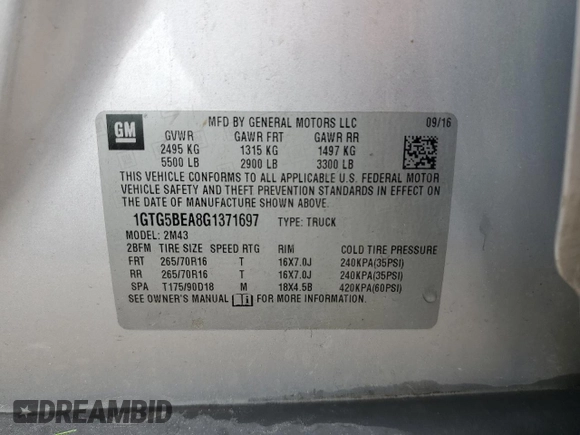 MFD BY GENERAL MOTORS LLC 09/16
GM
GVWR GAWR FRT GAWR RR
2495 KG 1315 KG 1497 KG
5500 LB 2900 LB 3300 LB
THIS VEHICLE CONFORMS TO ALL APPLICABLE U.S. FEDERAL MOTOR
VEHICLE SAFETY AND THEFT PREVENTION STANDARDS IN EFFECT ON
THE DATE OF MANUFACTURE SHOWN ABOVE.
1GTG5BEA8G1371697 TYPE: TRUCK
MODEL: 2M43
2BFM TIRE SIZE SPEED RTG RIM COLD TIRE PRESSURE
FRT 265/70R16 T 16X7.0J 240KPA(35PSI)
RR 265/70R16 T 16X7.0J 240KPA(35PSI)
SPA T175/90D18 M 18X4.5B 420KPA(60PSI)
SEE OWNER'S MANUAL FOR MORE INFORMATION.
DREAMBID